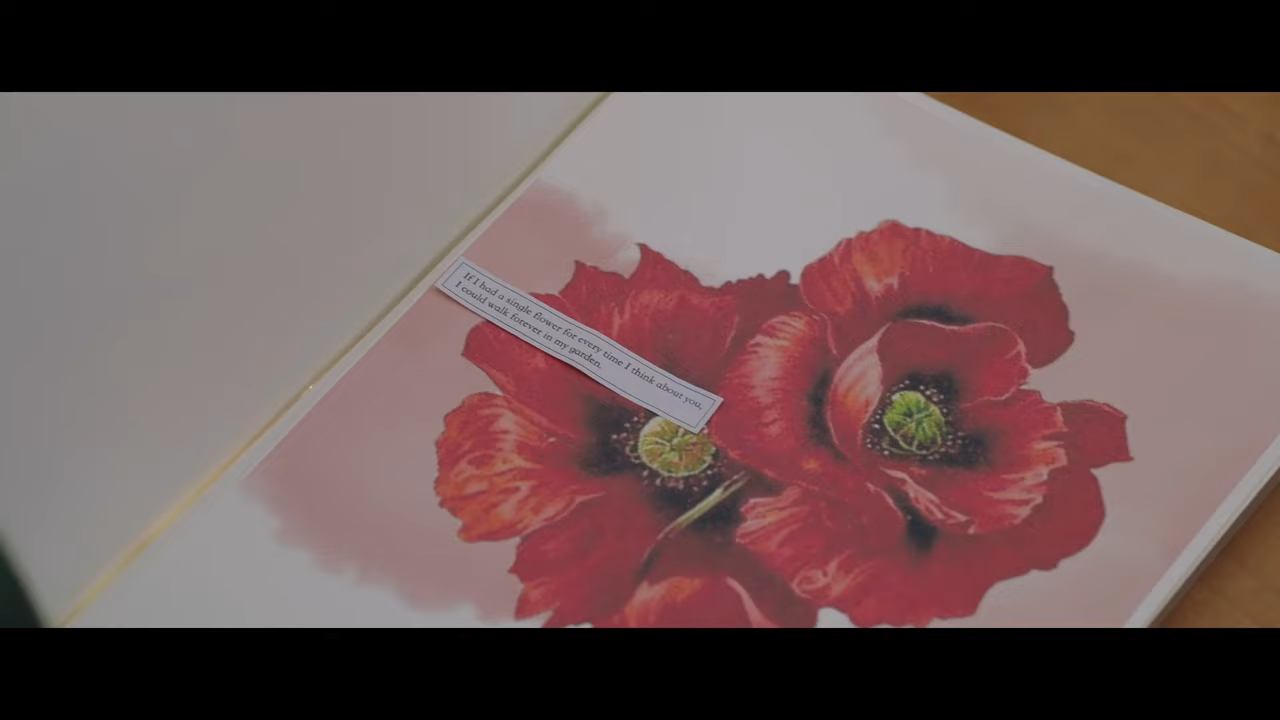 If I had a single flower for every time I think about you,
I could walk forever in my garden.